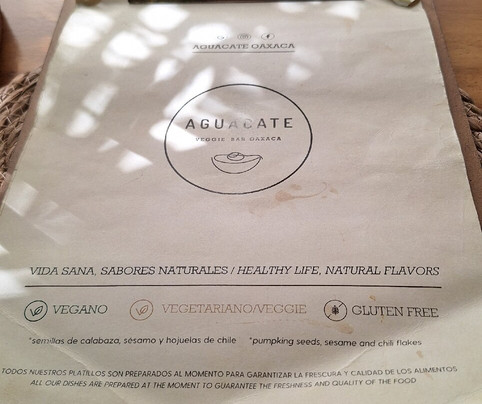 AGUACATE OAXACA
AGUACATE
VEGGIE BAR OAXACA
VIDA SANA, SABORES NATURALES / HEALTHY LIFE, NATURAL FLAVORS
VEGANO VEGETARIANO/VEGGIE GLUTEN FREE
*semillas de calabaza, sésamo y hojuelas de chile *pumpking seeds, sesame and chili flakes
TODOS NUESTROS PLATILLOS SON PREPARADOS AL MOMENTO PARA GARANTIZAR LA FRESCURA Y CALIDAD DE LOS ALIMENTOS
ALL OUR DISHES ARE PREPARED AT THE MOMENT TO GUARANTEE THE FRESHNESS AND QUALITY OF THE FOOD